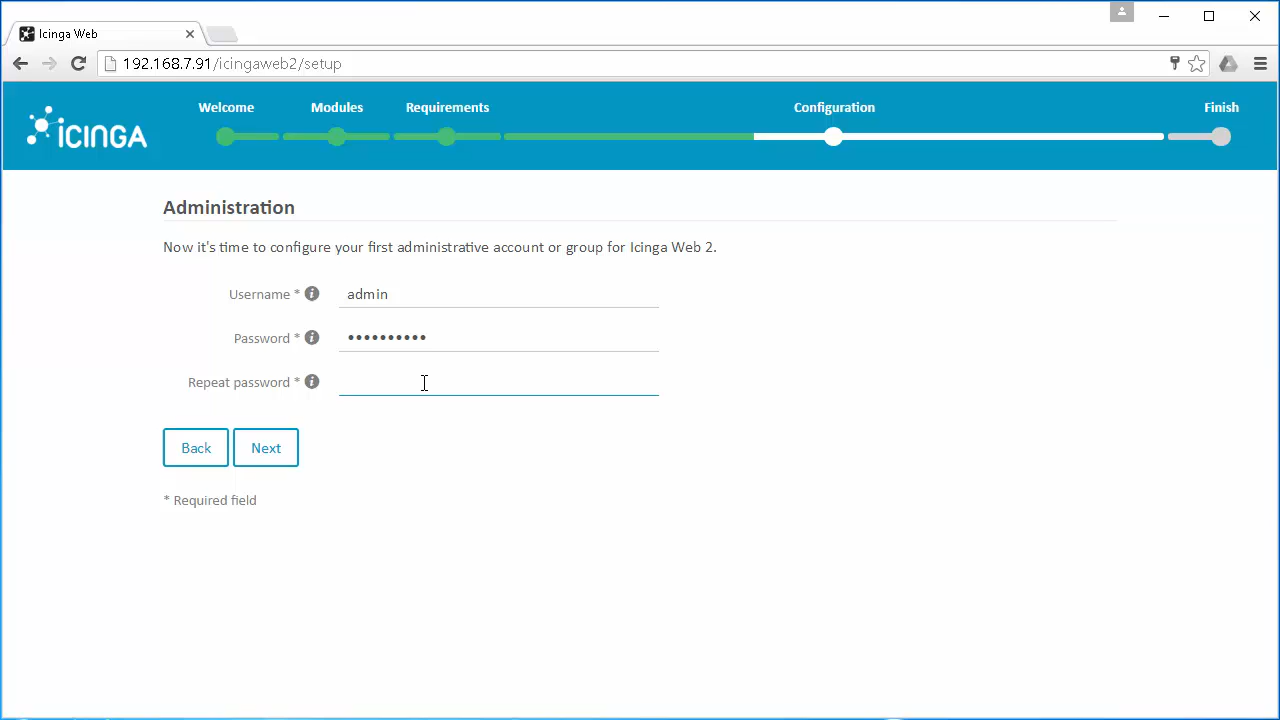 Icinga Web
192.168.7.91/icingaweb2/setup
Welcome
Modules
Requirements
Configuration
Finish
ICINGA
Administration
Now it's time to configure your first administrative account or group for Icinga Web 2.
Username *
admin
Password *
••••••••••
Repeat password *
Back
Next
* Required field